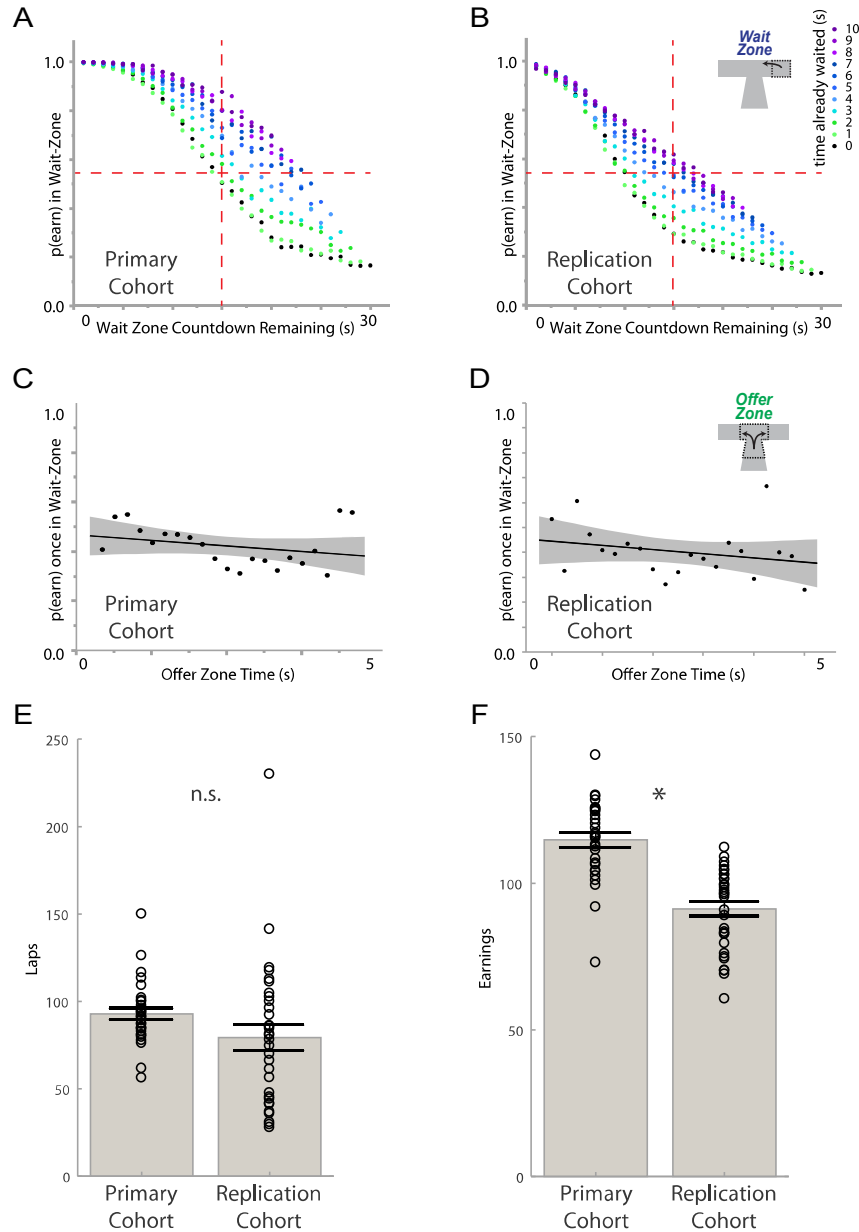 A
1.0
p(earn) in Wait-Zone
0.0
Primary
Cohort
0
30
Wait Zone Countdown Remaining (s)
B
1.0
p(earn) in Wait-Zone
0.0
Replication
Cohort
0
30
Wait Zone Countdown Remaining (s)
Wait
Zone
time already waited (s)
10
9
8
7
6
5
4
3
2
1
0
C
1.0
p(earn) once in Wait-Zone
0.0
Primary
Cohort
0
5
Offer Zone Time (s)
D
1.0
p(earn) once in Wait-Zone
0.0
Replication
Cohort
0
5
Offer Zone Time (s)
Offer
Zone
E
250
200
150
100
50
0
Laps
n.s.
Primary
Cohort
Replication
Cohort
F
150
100
50
0
Earnings
*
Primary
Cohort
Replication
Cohort